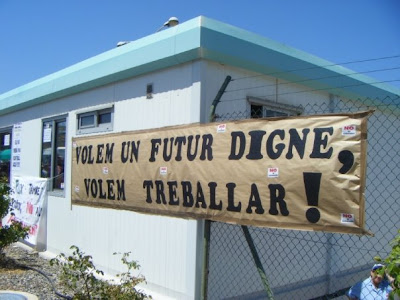 VOLEM UN FUTUR DIGNE,
VOLEM TREBALLAR!